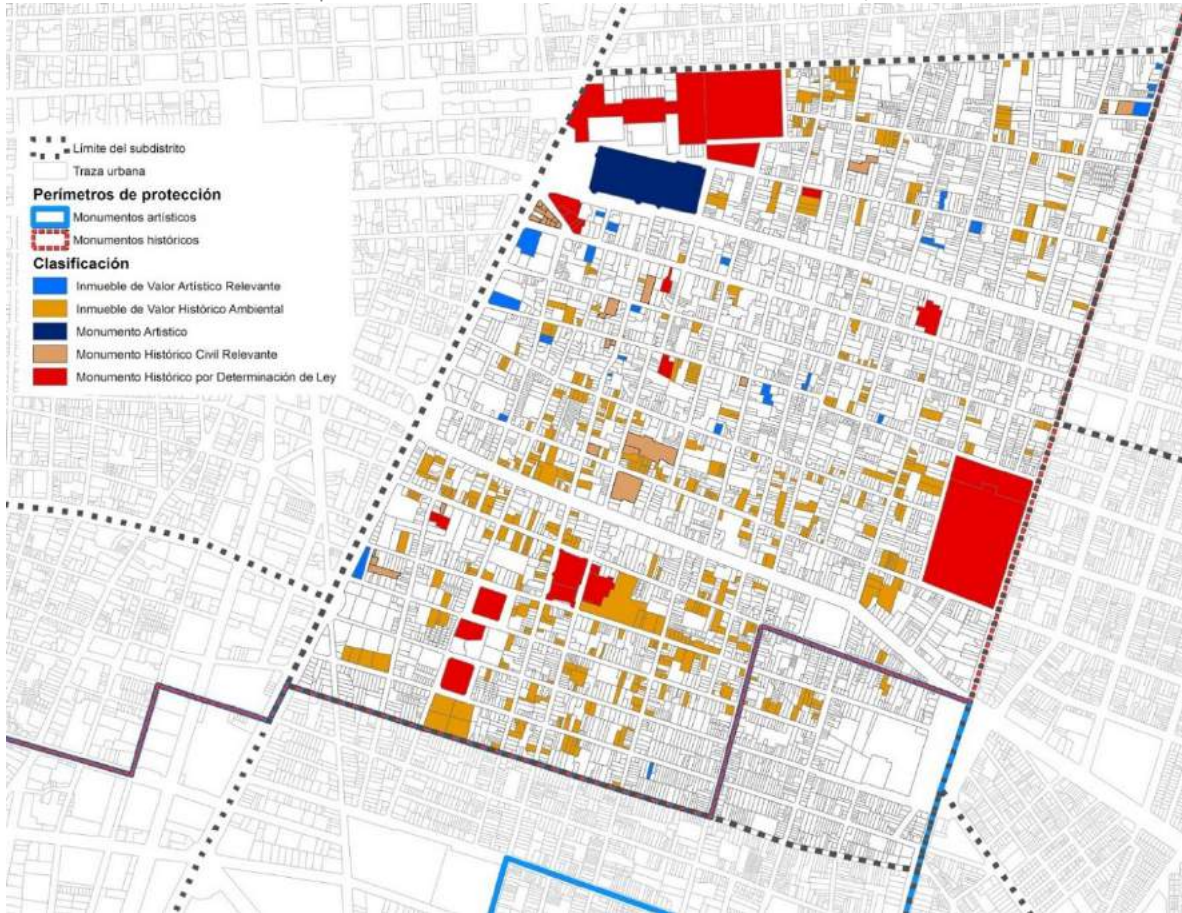 Límite del subdistrito
Traza urbana
Perímetros de protección
Monumentos artísticos
Monumentos históricos
Clasificación
Inmueble de Valor Artístico Relevante
Inmueble de Valor Histórico Ambiental
Monumento Artistico
Monumento Histórico Civil Relevante
Monumento Histórico por Determinación de Ley